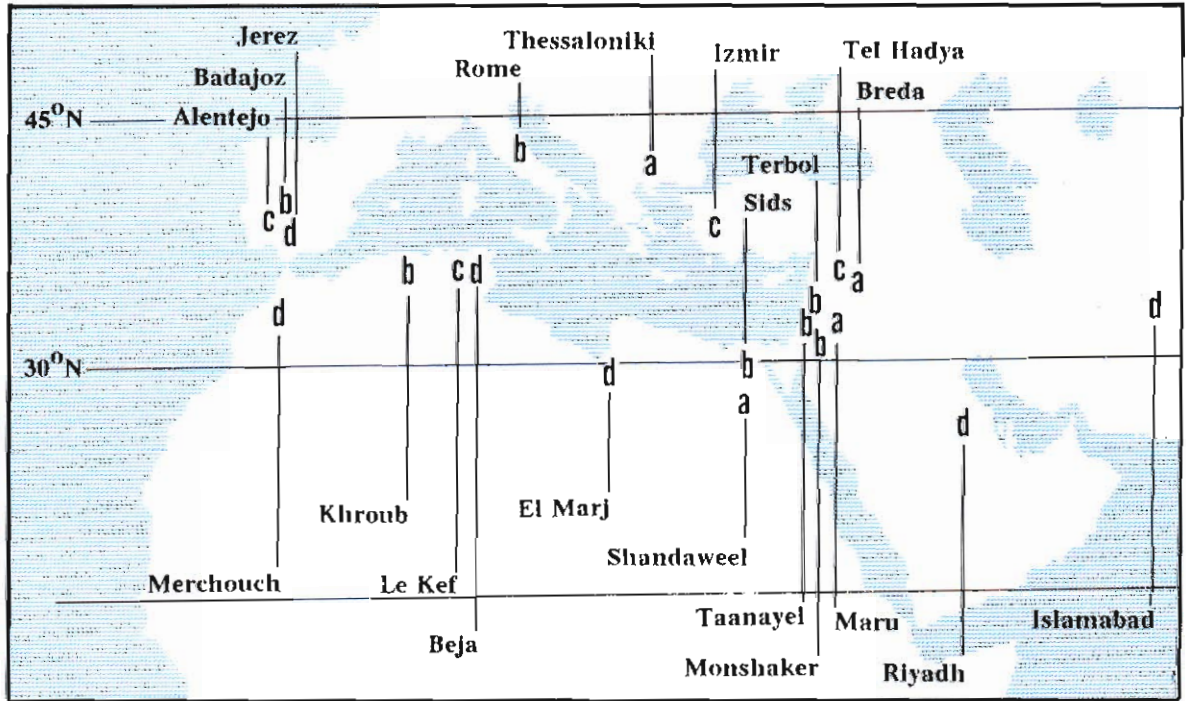 Jerez
Thessaloniki
Izmir
Tel Hadya
Rome
Badajoz
Breda
45°N
Alentejo
b
a
Terbol
b
Sids
c
d
c
b
c
d
c
a
b
d
b
a
d
b
30°N
d
b
a
d
El Marj
Khroub
Shandaweel
Merchouch
Le Kef
Taanayel
Maru
Islamabad
Beja
Monshaker
Riyadh